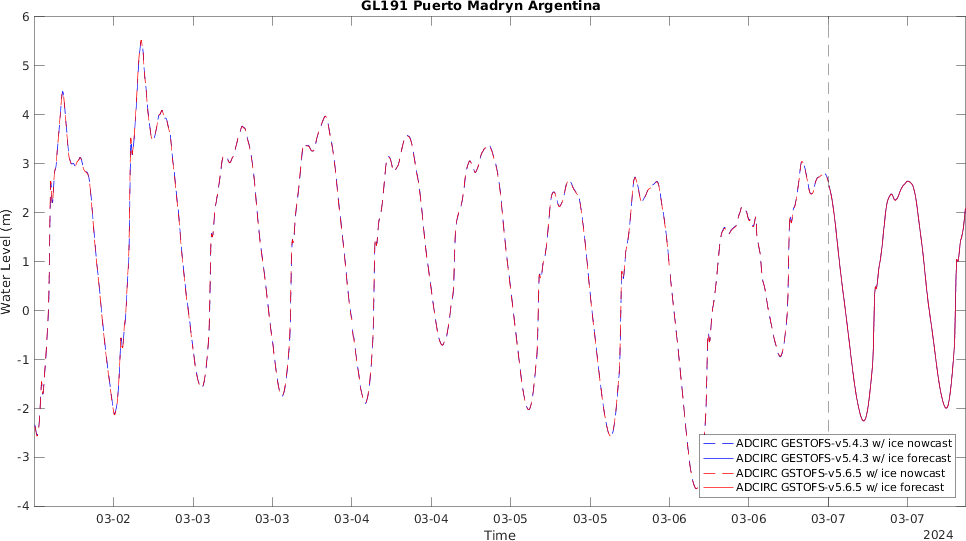 GL191 Puerto Madryn Argentina
6
5
4
3
2
1
0
-1
-2
-3
-4
Water Level (m)
ADCIRC GESTOFS-v5.4.3 w/ ice nowcast
ADCIRC GESTOFS-v5.4.3 w/ ice forecast
ADCIRC GSTOFS-v5.6.5 w/ ice nowcast
ADCIRC GSTOFS-v5.6.5 w/ ice forecast
03-02 03-03 03-03 03-04 03-04 03-05 03-05 03-06 03-06 03-07 03-07
Time
2024